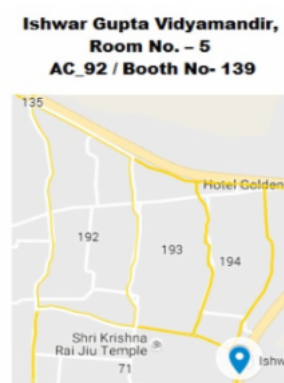 Ishwar Gupta Vidyamandir,
Room No. – 5
AC_92 / Booth No- 139
135
Hotel Golden
192
193
194
Shri Krishna
Rai Jiu Temple
Ishw
71